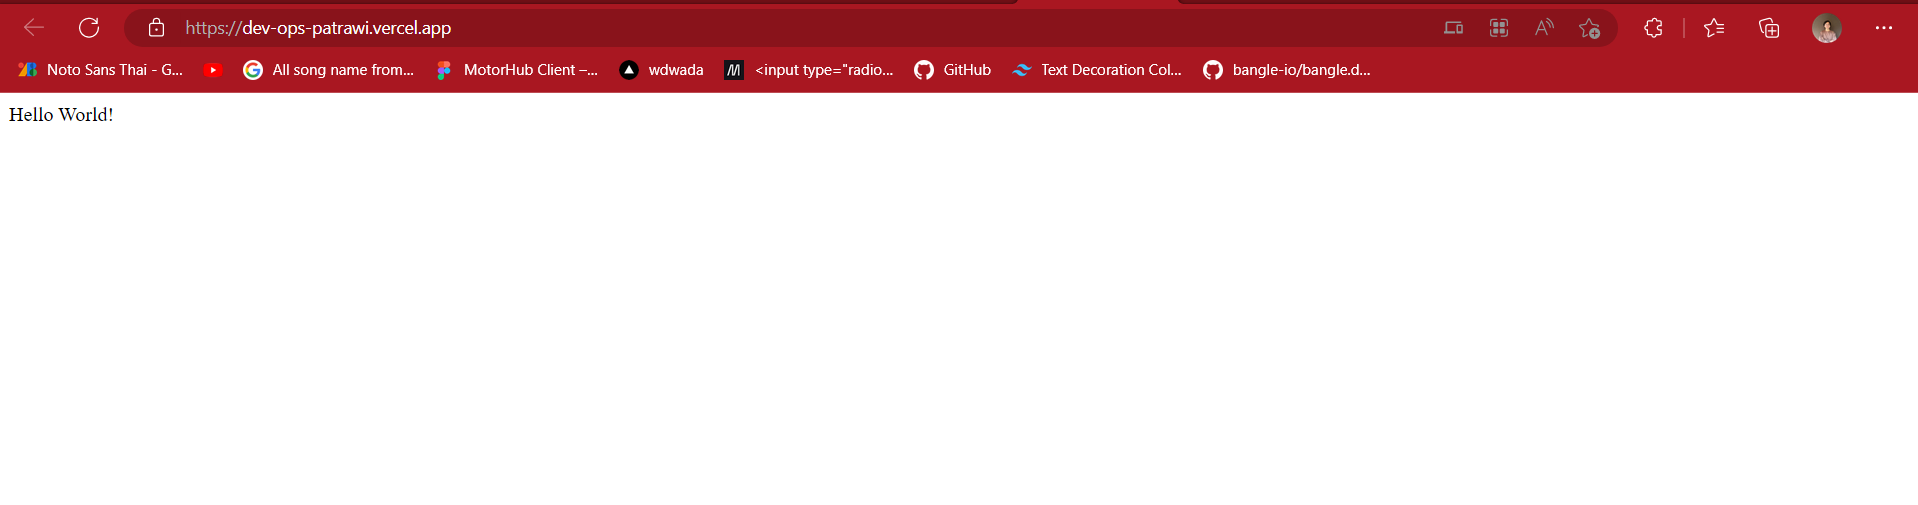 https://dev-ops-patrawi.vercel.app
Noto Sans Thai - G... All song name from... MotorHub Client –... wdwada <input type="radio... GitHub Text Decoration Col... bangle-io/bangle.d...
Hello World!